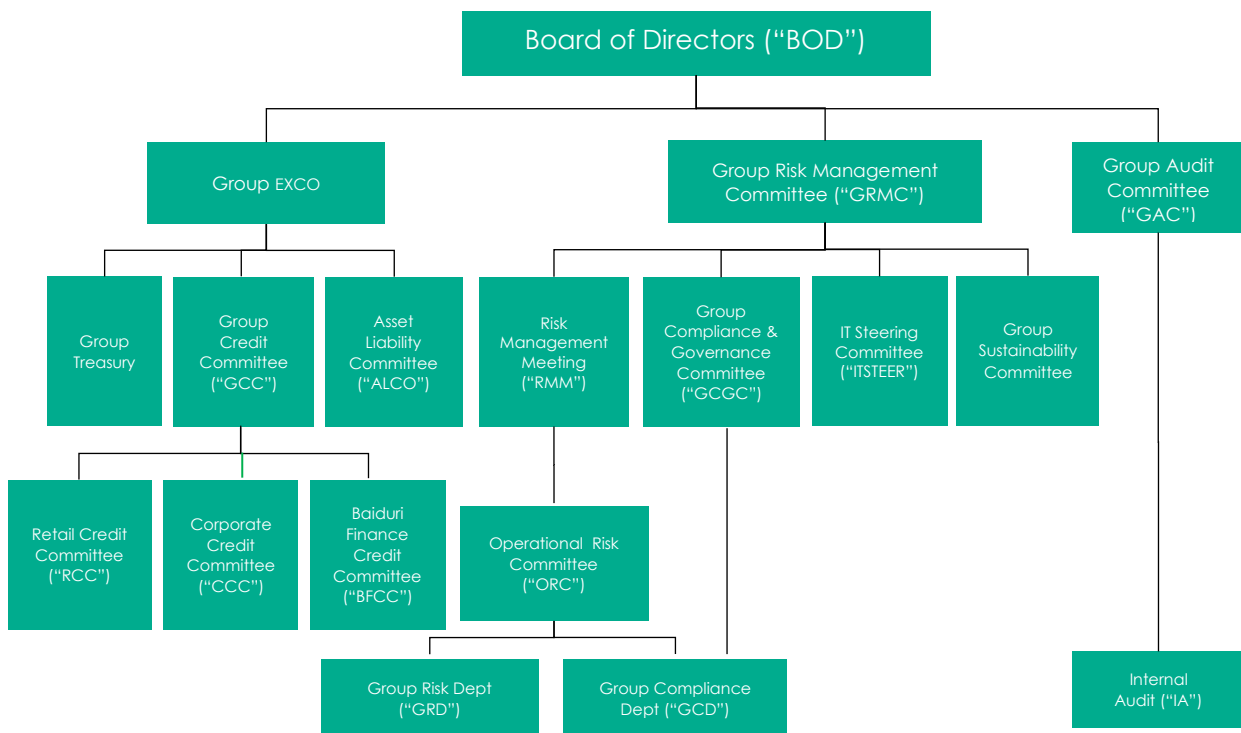 Board of Directors (“BOD”)
Group EXCO
Group Risk Management
Committee (“GRMC”)
Group Audit
Committee
(“GAC”)
Group
Treasury
Group
Credit
Committee
(“GCC”)
Asset
Liability
Committee
(“ALCO”)
Risk
Management
Meeting
(“RMM”)
Group
Compliance &
Governance
Committee
(“GCGC”)
IT Steering
Committee
(“ITSTEER”)
Group
Sustainability
Committee
Retail Credit
Committee
(“RCC”)
Corporate
Credit
Committee
(“CCC”)
Baiduri
Finance
Credit
Committee
(“BFCC”)
Operational Risk
Committee
(“ORC”)
Group Risk Dept
(“GRD”)
Group Compliance
Dept (“GCD”)
Internal
Audit (“IA”)